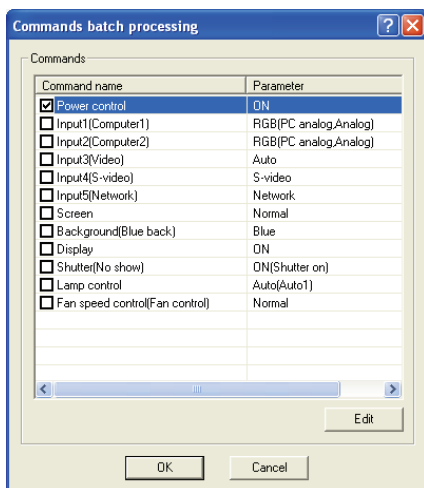 Commands batch processing
Commands
Command name Parameter
Power control ON
Input1(Computer1) RGB(PC analog,Analog)
Input2(Computer2) RGB(PC analog,Analog)
Input3(Video) Auto
Input4(S-video) S-video
Input5(Network) Network
Screen Normal
Background(Blue back) Blue
Display ON
Shutter(No show) ON(Shutter on)
Lamp control Auto(Auto1)
Fan speed control(Fan control) Normal
Edit
OK Cancel